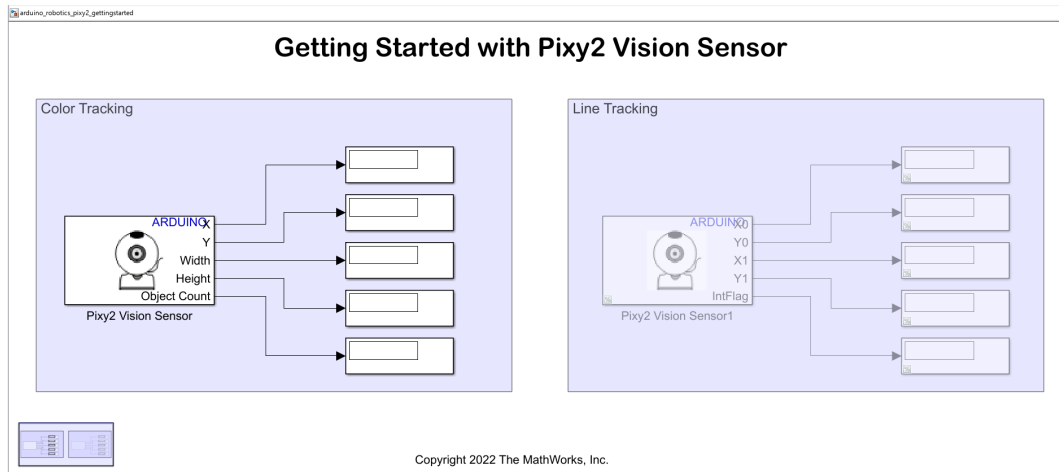 arduino_robotics_pixy2_gettingstarted
Getting Started with Pixy2 Vision Sensor
Color Tracking
ARDUINO
X
Y
Width
Height
Object Count
Pixy2 Vision Sensor
Line Tracking
ARDUINO
X0
Y0
X1
Y1
IntFlag
Pixy2 Vision Sensor1
Copyright 2022 The MathWorks, Inc.